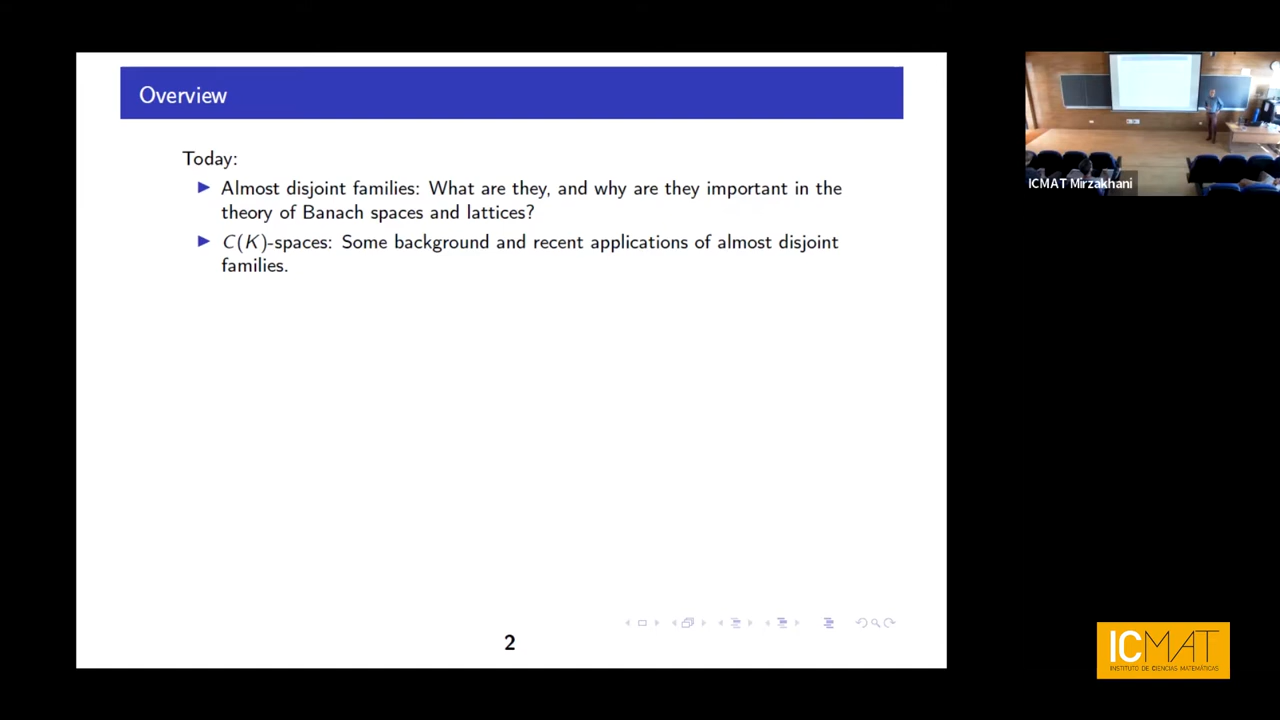 Overview
Today:
Almost disjoint families: What are they, and why are they important in the
theory of Banach spaces and lattices?
C(K)-spaces: Some background and recent applications of almost disjoint
families.
2
ICMAT Mirzakhani
ICMAT
INSTITUTO DE CIENCIAS MATEMÁTICAS